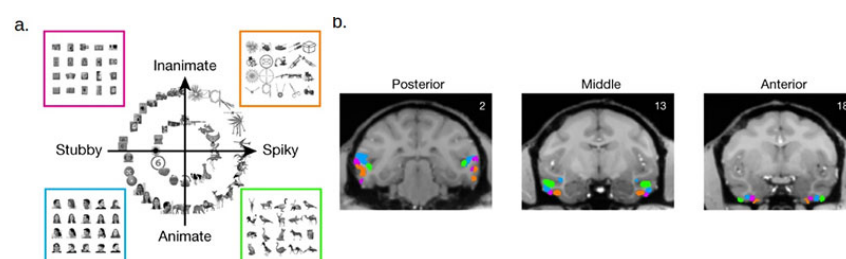 a.
b.
Inanimate
Stubby
Spiky
Animate
6
Posterior
Middle
Anterior
2
13
18